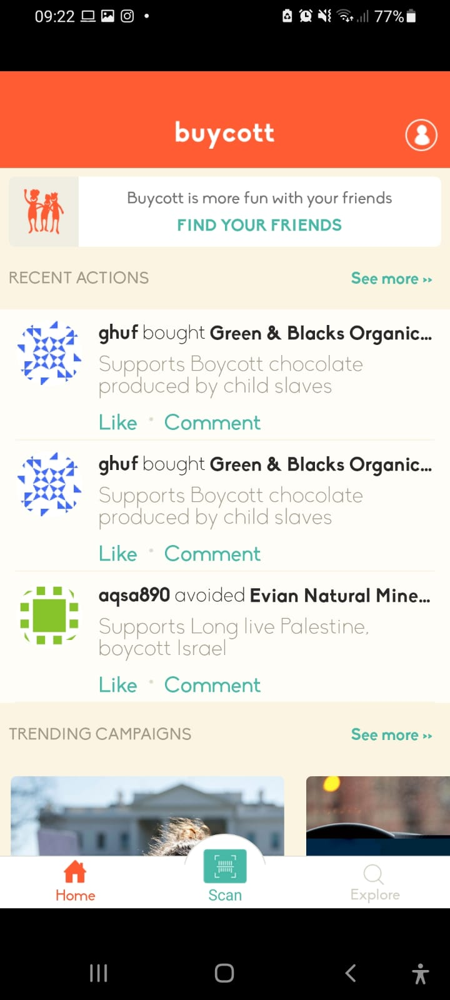 09:22
77%
buycott
Buycott is more fun with your friends
FIND YOUR FRIENDS
RECENT ACTIONS
See more ››
ghuf bought Green & Blacks Organic...
Supports Boycott chocolate
produced by child slaves
Like • Comment
ghuf bought Green & Blacks Organic...
Supports Boycott chocolate
produced by child slaves
Like • Comment
aqsa890 avoided Evian Natural Mine...
Supports Long live Palestine,
boycott Israel
Like • Comment
TRENDING CAMPAIGNS
See more ››
Home
Scan
Explore